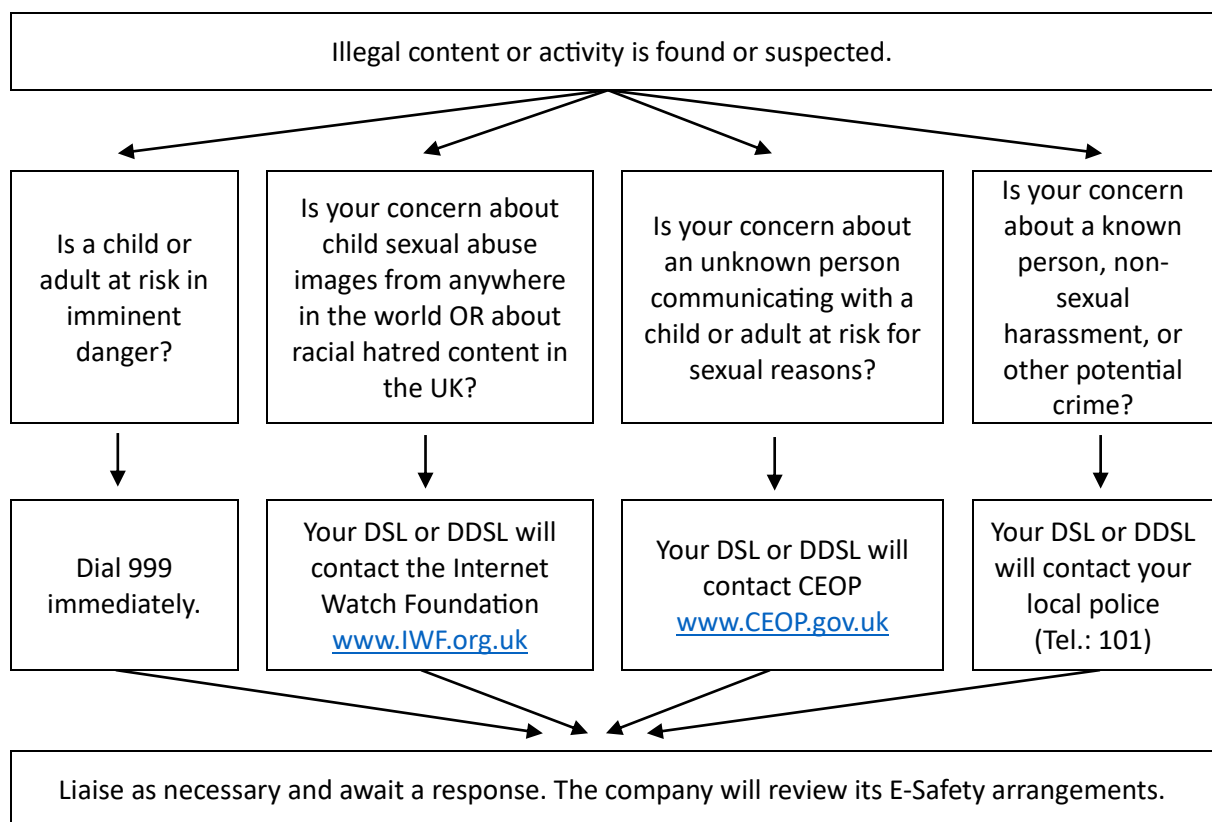 Illegal content or activity is found or suspected.
Is a child or
adult at risk in
imminent
danger?
Is your concern about
child sexual abuse
images from anywhere
in the world OR about
racial hatred content in
the UK?
Is your concern about
an unknown person
communicating with a
child or adult at risk for
sexual reasons?
Is your concern
about a known
person, non-
sexual
harassment, or
other potential
crime?
Dial 999
immediately.
Your DSL or DDSL will
contact the Internet
Watch Foundation
www.IWF.org.uk
Your DSL or DDSL will
contact CEOP
www.CEOP.gov.uk
Your DSL or DDSL
will contact your
local police
(Tel.: 101)
Liaise as necessary and await a response. The company will review its E-Safety arrangements.